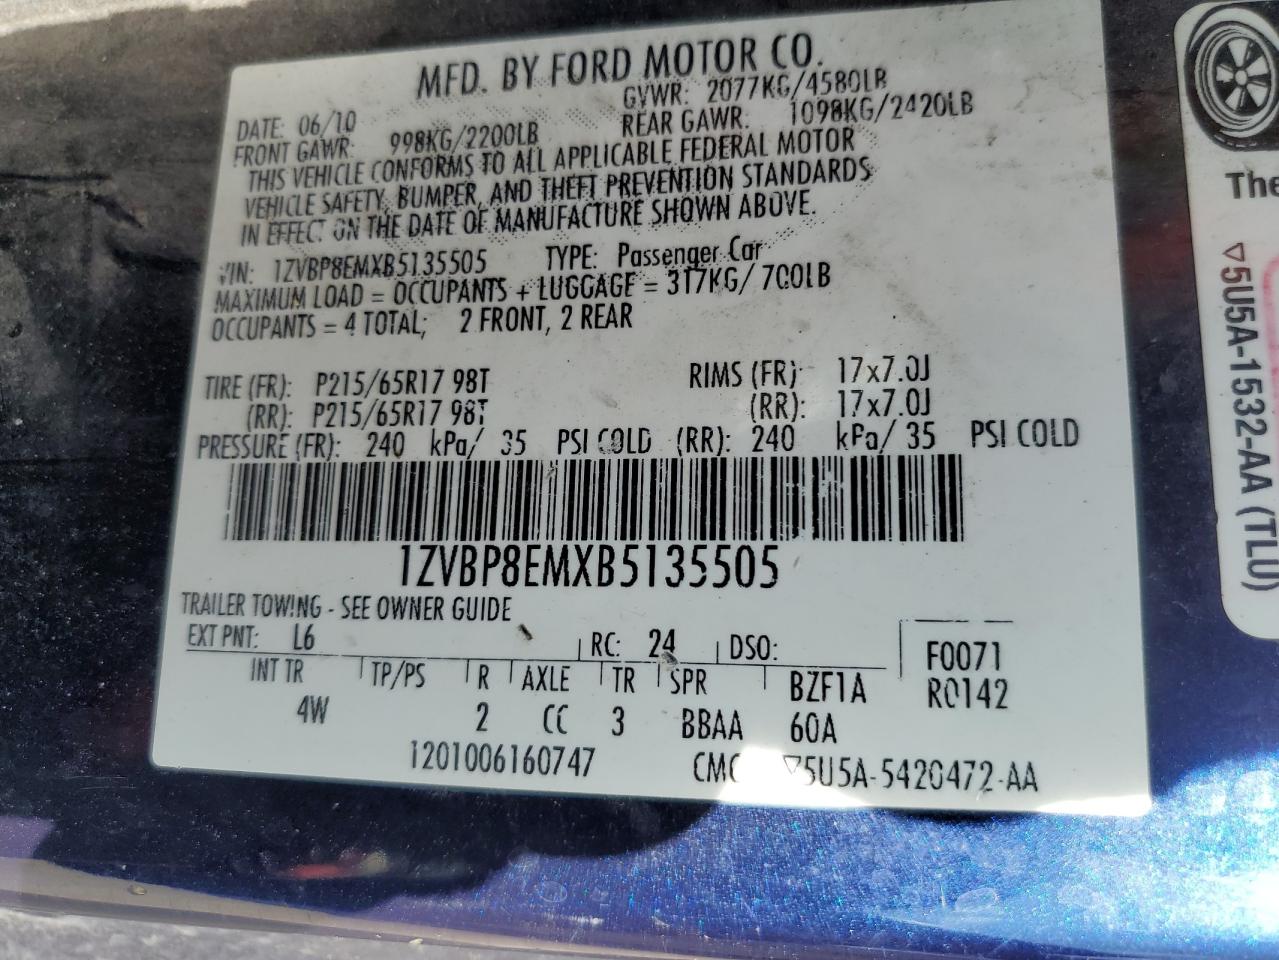 MFD. BY FORD MOTOR CO.
DATE: 06/10 GVWR: 2077KG/4580LB
FRONT GAWR: 998KG/2200LB REAR GAWR: 1098KG/2420LB
THIS VEHICLE CONFORMS TO ALL APPLICABLE FEDERAL MOTOR
VEHICLE SAFETY, BUMPER, AND THEFT PREVENTION STANDARDS
IN EFFECT ON THE DATE OF MANUFACTURE SHOWN ABOVE.
VIN: 1ZVBP8EMXB5135505 TYPE: Passenger Car
MAXIMUM LOAD = OCCUPANTS + LUGGAGE = 317KG/ 700LB
OCCUPANTS = 4 TOTAL; 2 FRONT, 2 REAR
TIRE (FR): P215/65R17 98T RIMS (FR): 17x7.0J
(RR): P215/65R17 98T (RR): 17x7.0J
PRESSURE (FR): 240 kPa/ 35 PSI COLD (RR): 240 kPa/ 35 PSI COLD
1ZVBP8EMXB5135505
TRAILER TOWING - SEE OWNER GUIDE
EXT PNT: L6 RC: 24 DSO: F0071
INT TR TP/PS R AXLE TR SPR BZF1A R0142
4W 2 CC 3 BBAA 60A
1201006160747 CMC ▽5U5A-5420472-AA
The
▽5U5A-1532-AA (TLU)